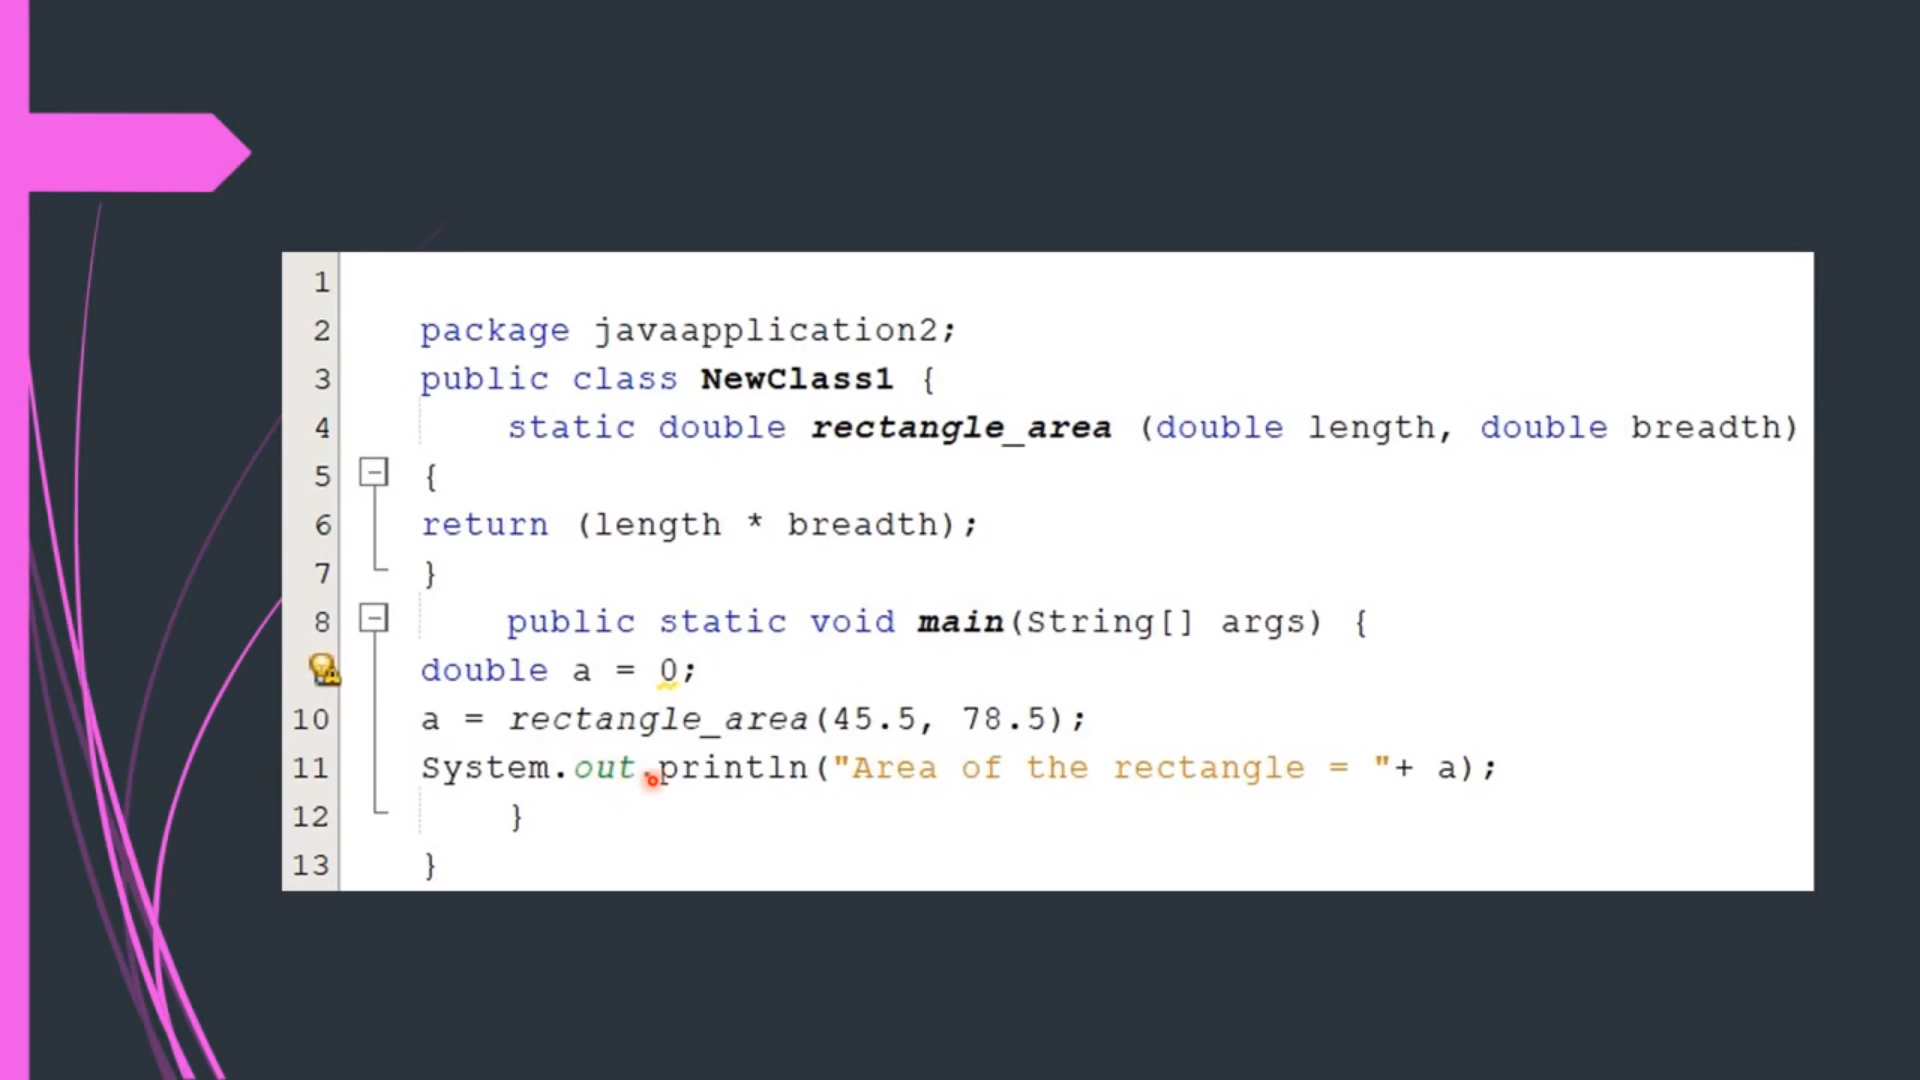 1
2 package javaapplication2;
3 public class NewClass1 {
4 static double rectangle_area (double length, double breadth)
5 {
6 return (length * breadth);
7 }
8 public static void main(String[] args) {
double a = 0;
10 a = rectangle_area(45.5, 78.5);
11 System.out.println("Area of the rectangle = "+ a);
12 }
13 }